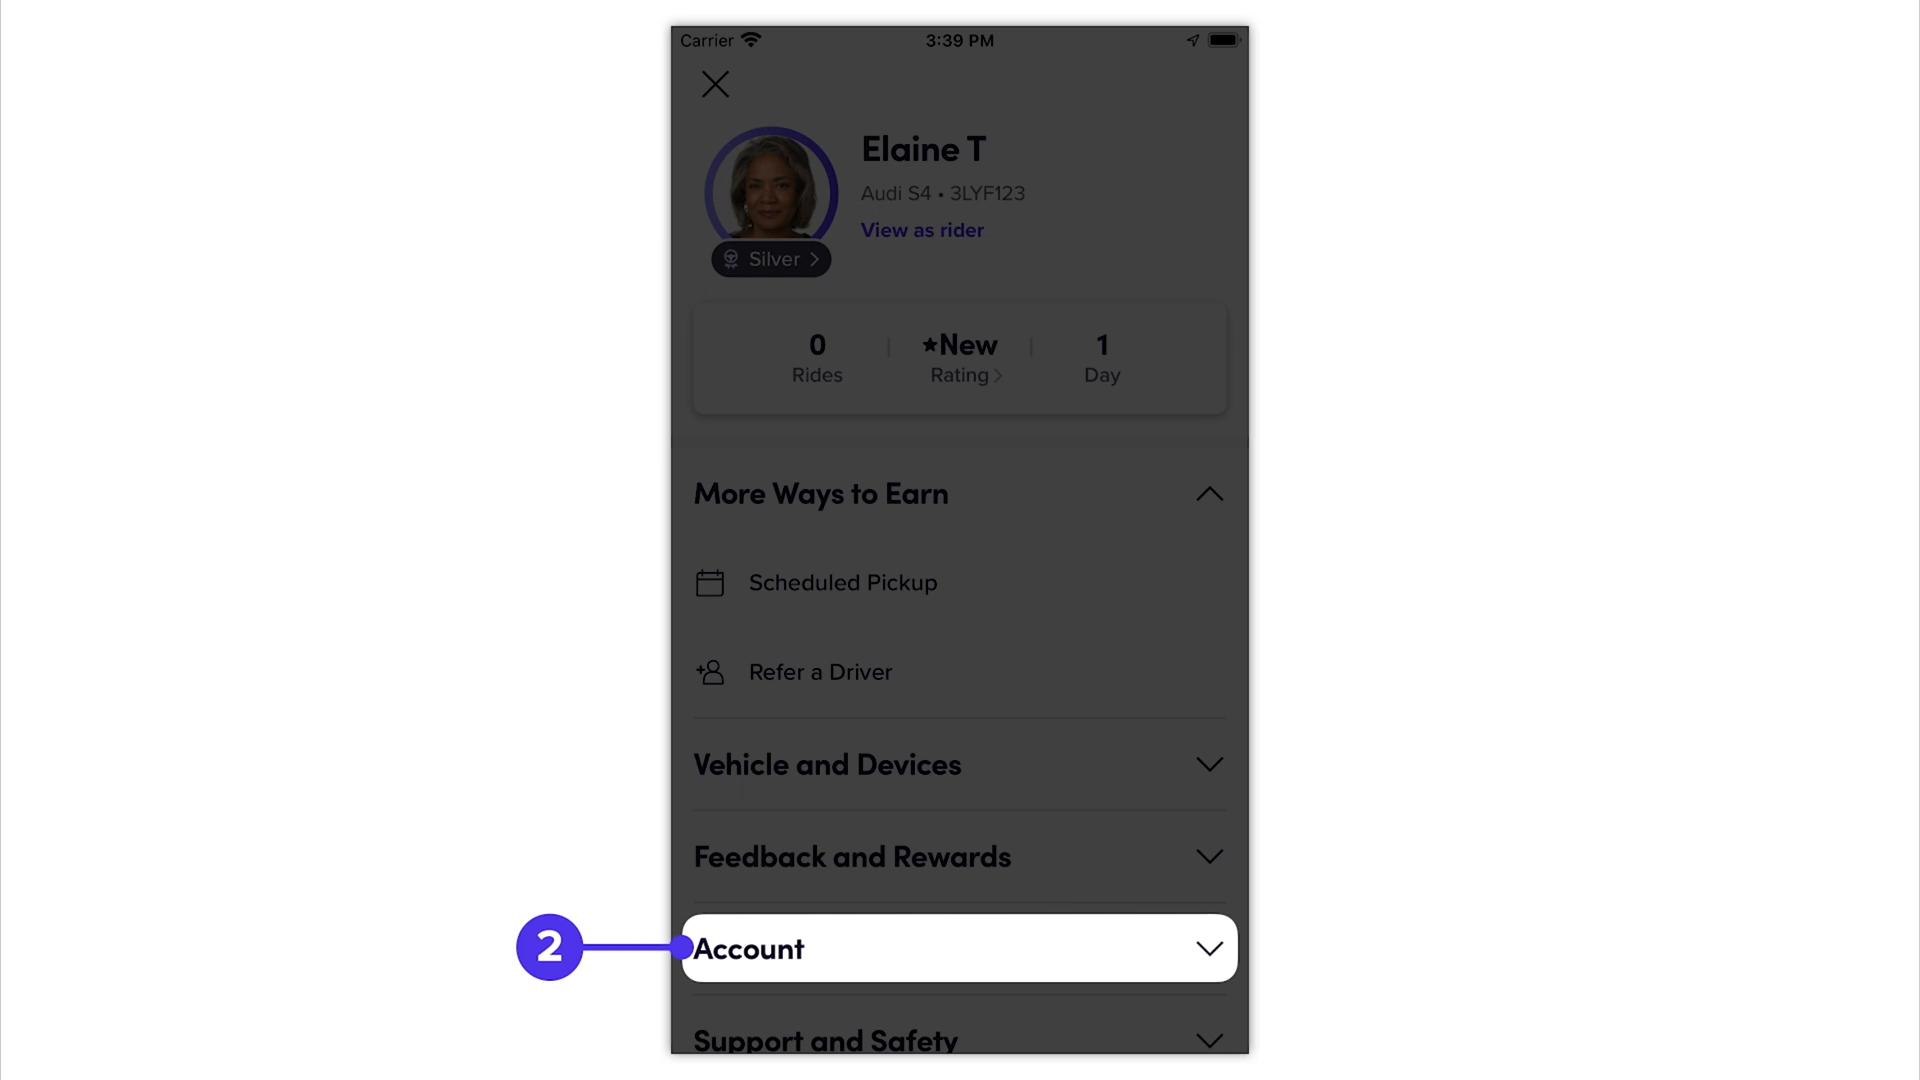 Carrier 3:39 PM
Elaine T
Audi S4 • 3LYF123
View as rider
Silver
0 | ★New | 1
Rides Rating Day
More Ways to Earn
Scheduled Pickup
Refer a Driver
Vehicle and Devices
Feedback and Rewards
2 Account
Support and Safety